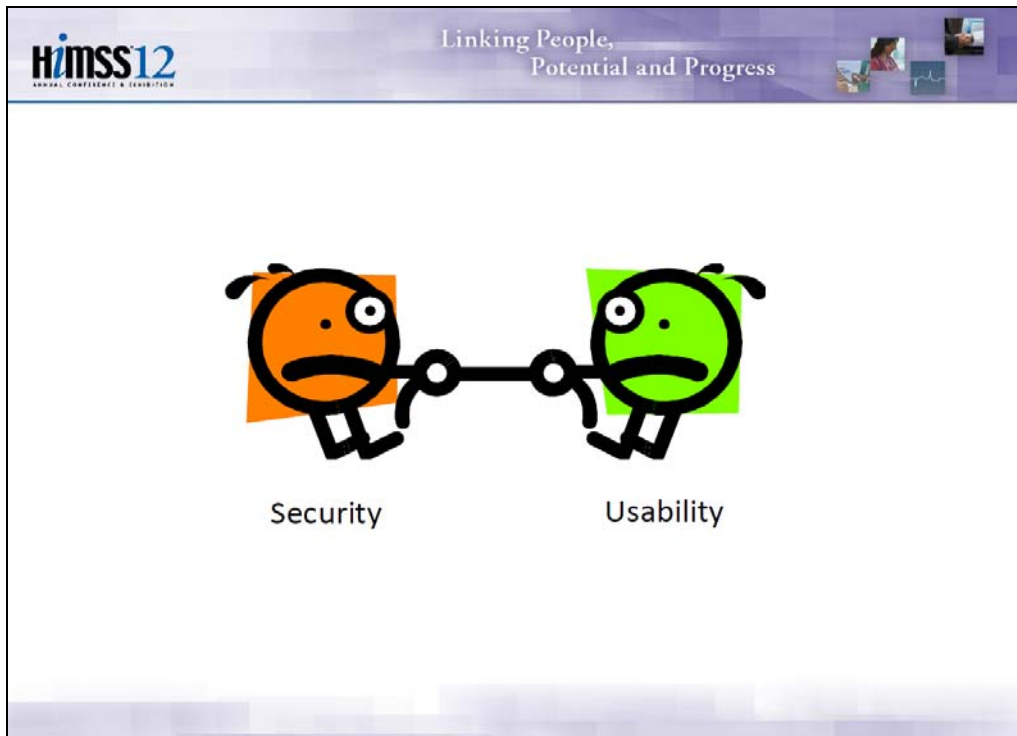 HIMSS12
ANNUAL CONFERENCE & EXHIBITION
Linking People,
Potential and Progress
Security
Usability